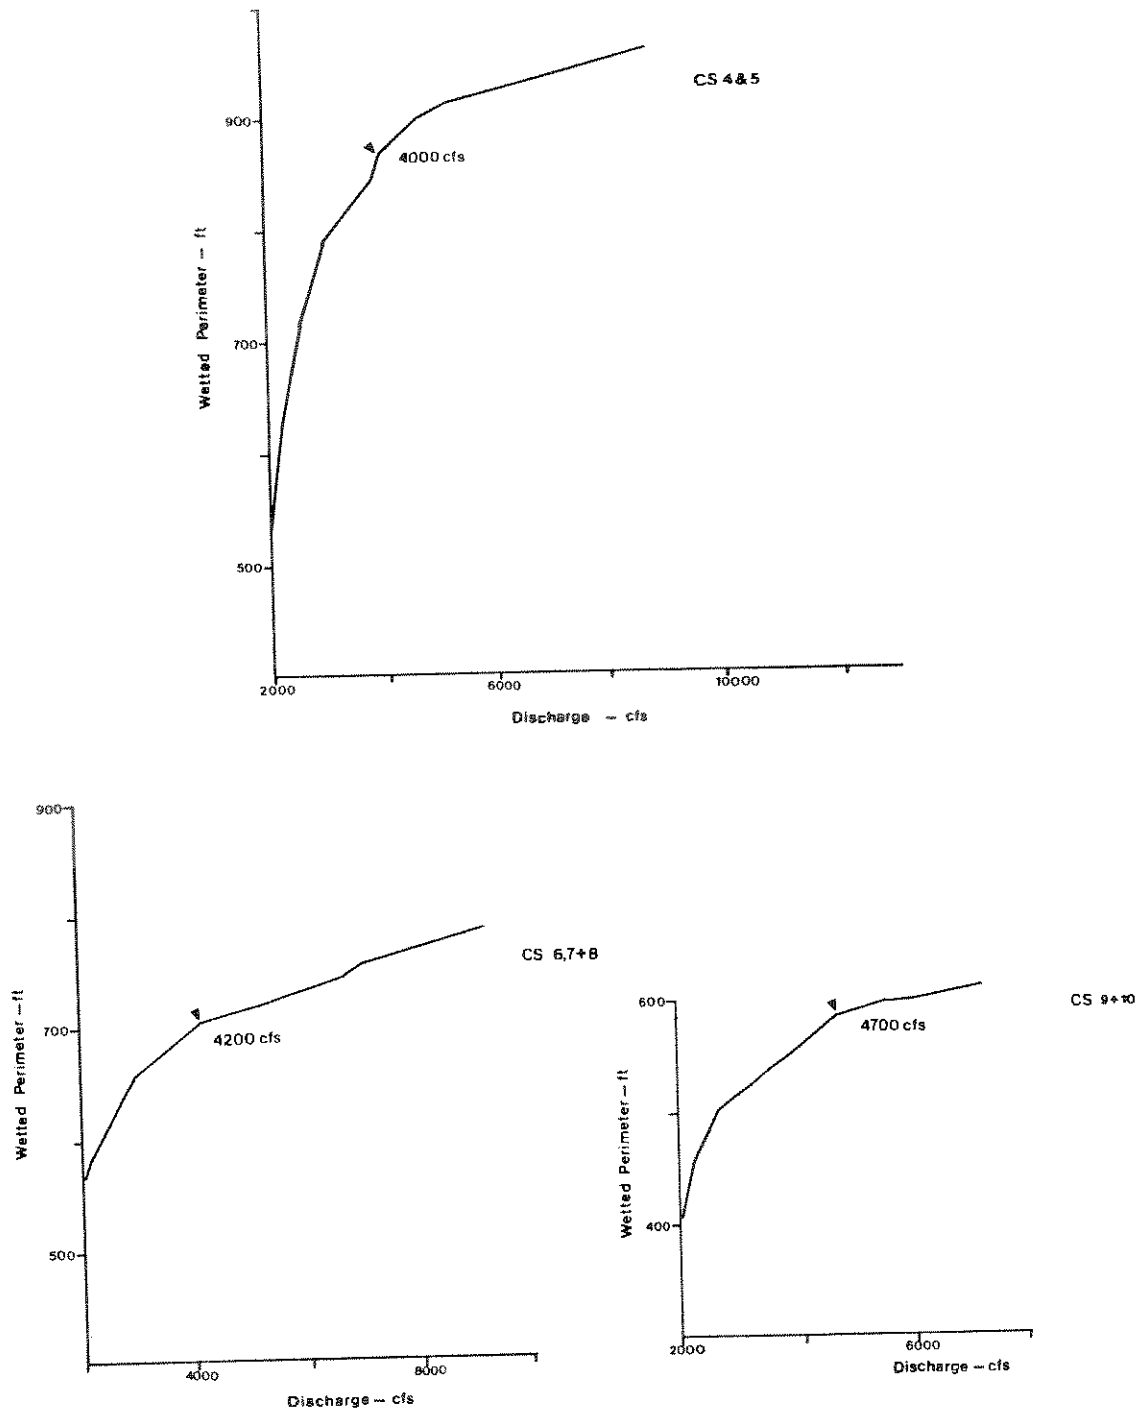 CS 4&5
900
4000 cfs
Wetted Perimeter – ft
700
500
2000
6000
10000
Discharge – cfs
900
CS 6,7+8
700
4200 cfs
Wetted Perimeter – ft
500
4000
8000
Discharge – cfs
600
CS 9+10
4700 cfs
Wetted Perimeter – ft
400
2000
6000
Discharge – cfs